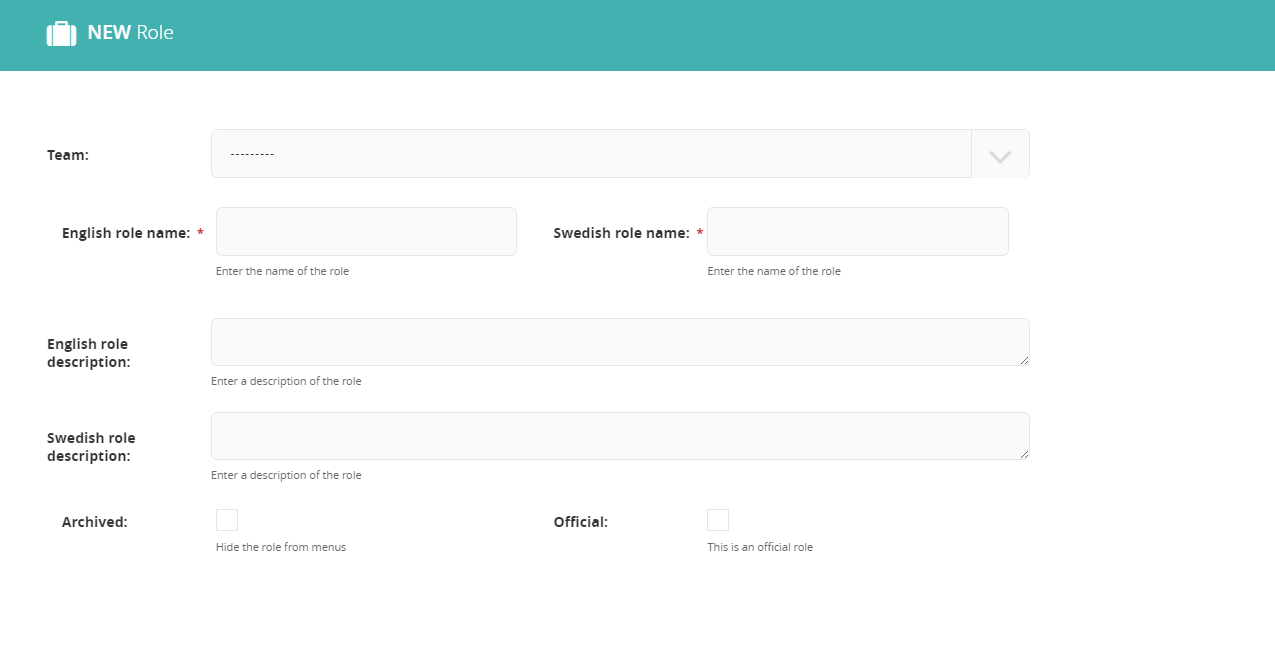 NEW Role
Team:
---------
English role name: *
Swedish role name: *
Enter the name of the role
Enter the name of the role
English role
description:
Enter a description of the role
Swedish role
description:
Enter a description of the role
Archived:
Official:
Hide the role from menus
This is an official role